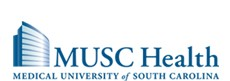 MUSC Health
MEDICAL UNIVERSITY of SOUTH CAROLINA